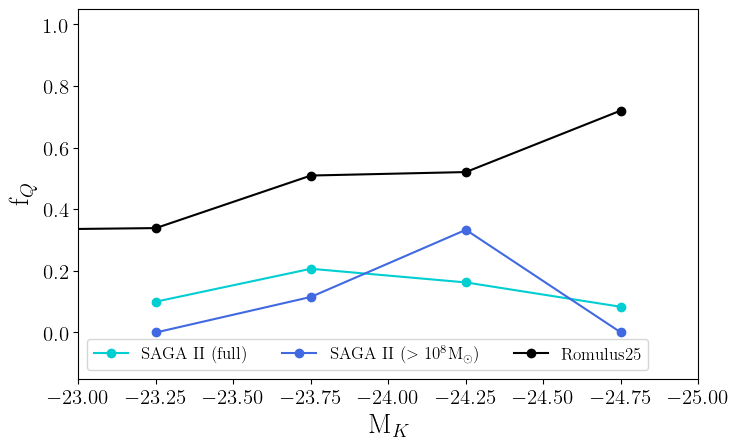 1.0
0.8
0.6
0.4
0.2
0.0
f_Q
SAGA II (full)
SAGA II (> 10^8 M_⊙)
Romulus25
−23.00 −23.25 −23.50 −23.75 −24.00 −24.25 −24.50 −24.75 −25.00
M_K